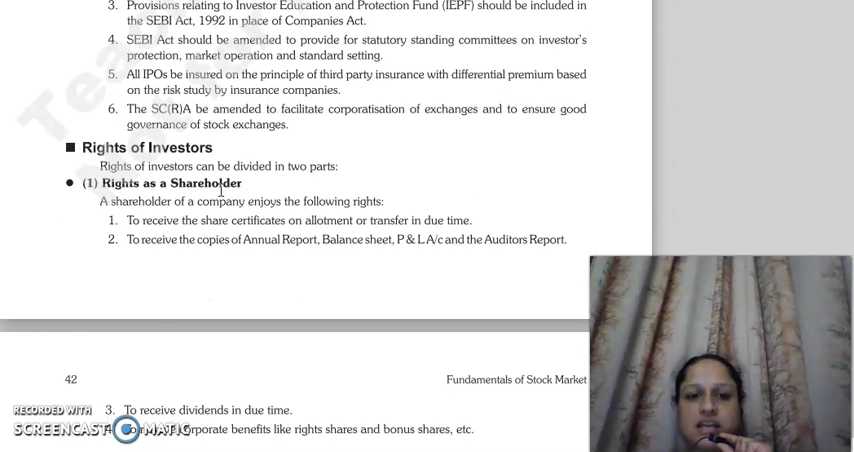 3. Provisions relating to Investor Education and Protection Fund (IEPF) should be included in
the SEBI Act, 1992 in place of Companies Act.
4. SEBI Act should be amended to provide for statutory standing committees on investor's
protection, market operation and standard setting.
5. All IPOs be insured on the principle of third party insurance with differential premium based
on the risk study by insurance companies.
6. The SC(R)A be amended to facilitate corporatisation of exchanges and to ensure good
governance of stock exchanges.
■ Rights of Investors
Rights of investors can be divided in two parts:
● (1) Rights as a Shareholder
A shareholder of a company enjoys the following rights:
1. To receive the share certificates on allotment or transfer in due time.
2. To receive the copies of Annual Report, Balance sheet, P & L A/c and the Auditors Report.
42 Fundamentals of Stock Market
3. To receive dividends in due time.
corporate benefits like rights shares and bonus shares, etc.
RECORDED WITH
SCREENCAST MATIC